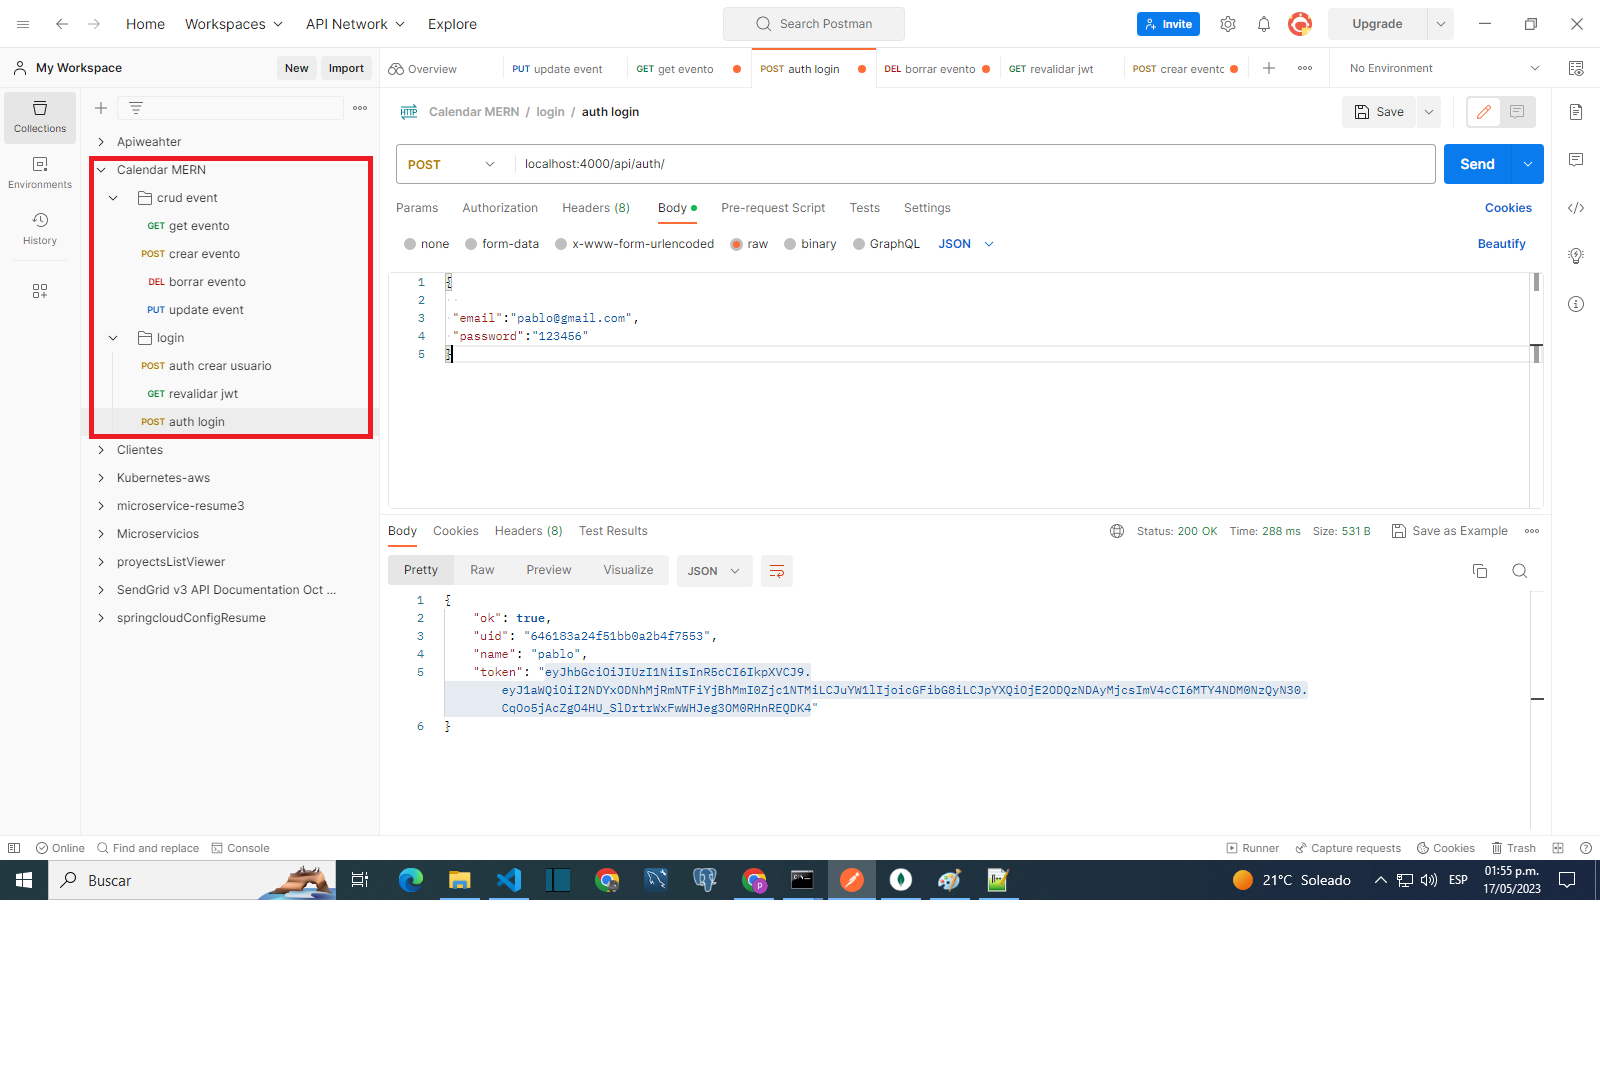 Home Workspaces API Network Explore Search Postman Invite Upgrade
My Workspace New Import Overview PUT update event GET get evento POST auth login DEL borrar evento GET revalidar jwt POST crear evento No Environment
Collections
Environments
History
Apiweahter
Calendar MERN
crud event
GET get evento
POST crear evento
DEL borrar evento
PUT update event
login
POST auth crear usuario
GET revalidar jwt
POST auth login
Clientes
Kubernetes-aws
microservice-resume3
Microservicios
proyectsListViewer
SendGrid v3 API Documentation Oct ...
springcloudConfigResume
HTTP Calendar MERN / login / auth login Save
POST localhost:4000/api/auth/ Send
Params Authorization Headers (8) Body Pre-request Script Tests Settings Cookies
none form-data x-www-form-urlencoded raw binary GraphQL JSON Beautify
1 {
2
3 "email":"pablo@gmail.com",
4 "password":"123456"
5 }
Body Cookies Headers (8) Test Results Status: 200 OK Time: 288 ms Size: 531 B Save as Example
Pretty Raw Preview Visualize JSON
1 {
2 "ok": true,
3 "uid": "646183a24f51bb0a2b4f7553",
4 "name": "pablo",
5 "token": "eyJhbGciOiJIUzI1NiIsInR5cCI6IkpXVCJ9.
eyJ1aWQiOiI2NDYxODNhMjRmNTFiYjBhMmI0Zjc1NTMiLCJuYW1lIjoicGFibG8iLCJpYXQiOjE2ODQzNDAyMjcsImV4cCI6MTY4NDM0NzQyN30.
CqOo5jAcZgO4HU_SlDrtrWxFwWHJeg3OM0RHnREQDK4"
6 }
Online Find and replace Console Runner Capture requests Cookies Trash
Buscar 21°C Soleado ESP 01:55 p.m.
17/05/2023